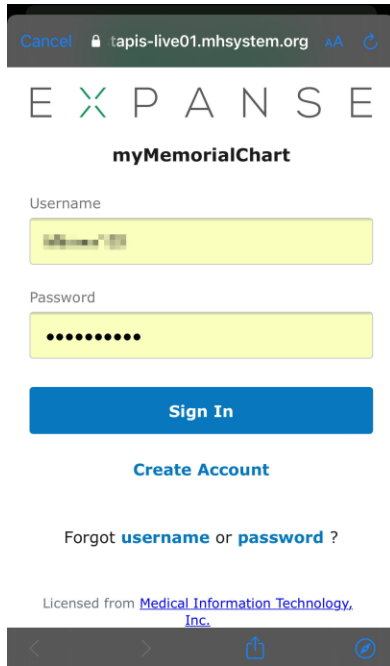 Cancel tapis-live01.mhsystem.org AA
EXPANSE
myMemorialChart
Username
Password
••••••••••
Sign In
Create Account
Forgot username or password ?
Licensed from Medical Information Technology,
Inc.